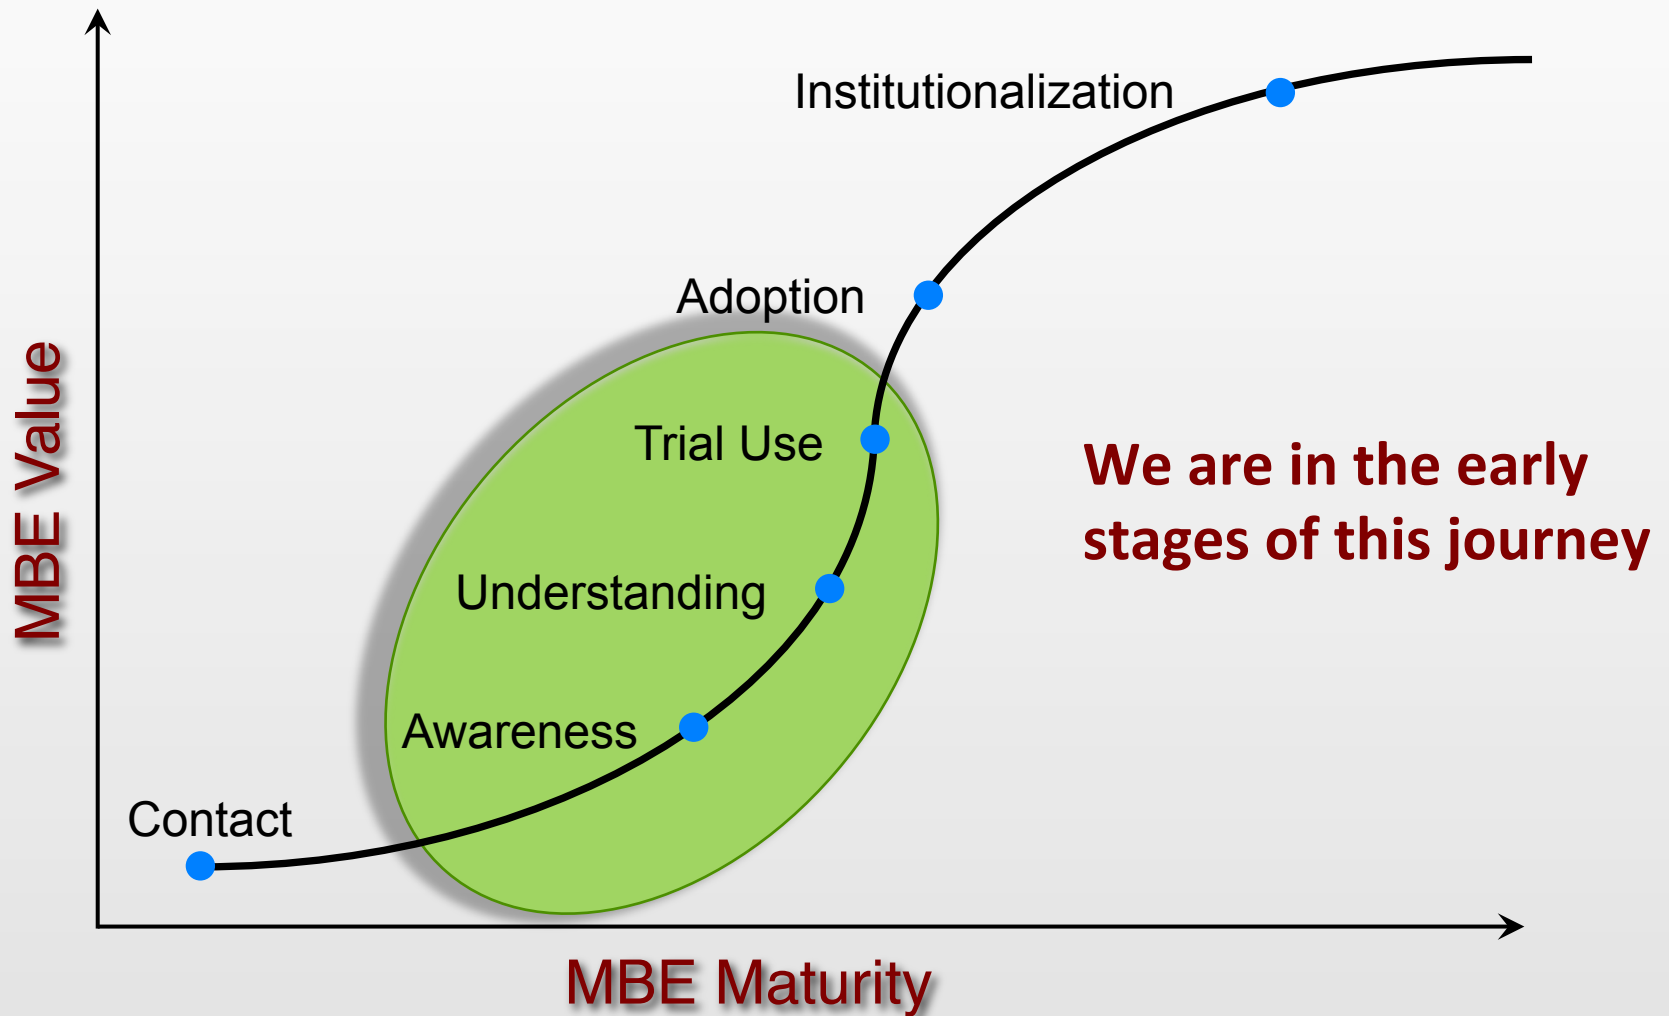 Institutionalization
Adoption
Trial Use
Understanding
Awareness
Contact
MBE Value
MBE Maturity
We are in the early
stages of this journey